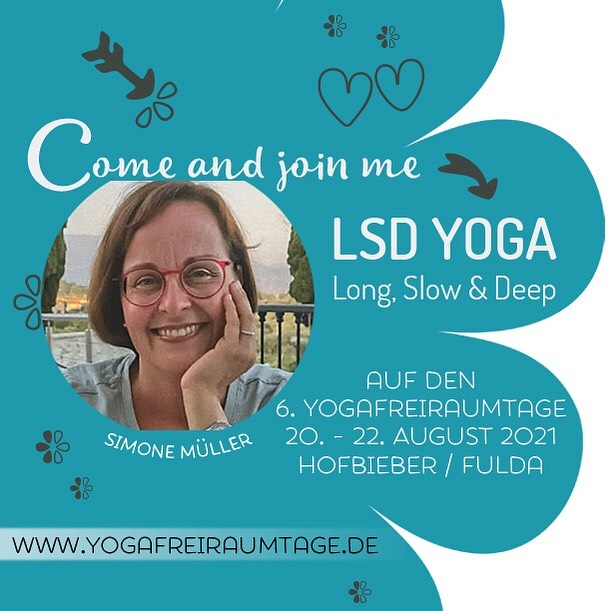 Come and join me
LSD YOGA
Long, Slow & Deep
SIMONE MÜLLER
AUF DEN
6. YOGAFREIRAUMTAGE
20. - 22. AUGUST 2021
HOFBIEBER / FULDA
WWW.YOGAFREIRAUMTAGE.DE